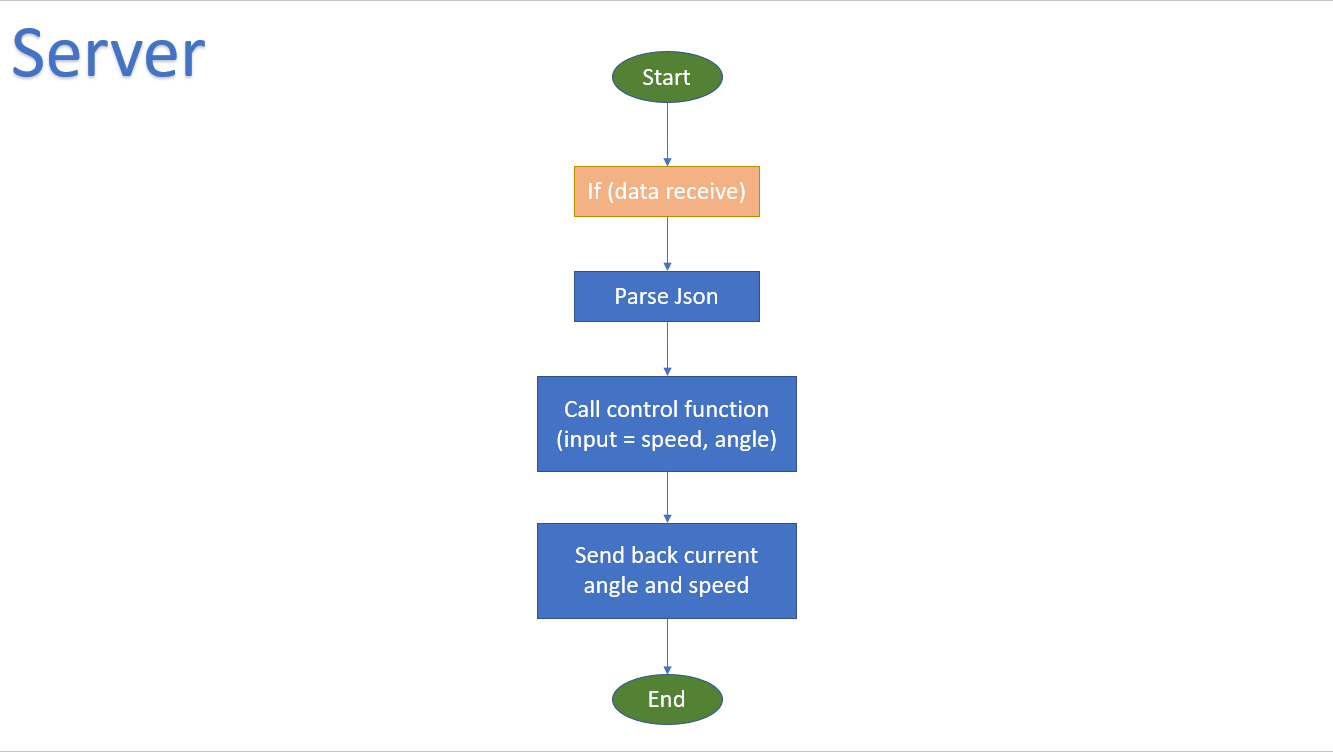 Server
Start
If (data receive)
Parse Json
Call control function
(input = speed, angle)
Send back current
angle and speed
End